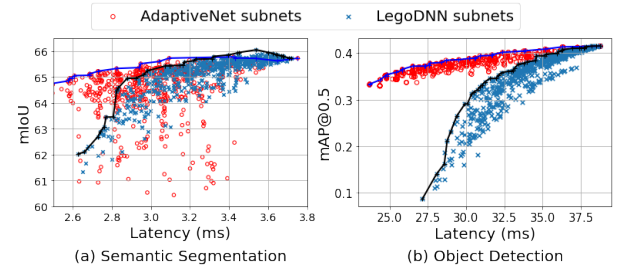 AdaptiveNet subnets LegoDNN subnets
66
65
64
63
62
61
60
mIoU
2.6 2.8 3.0 3.2 3.4 3.6 3.8
Latency (ms)
(a) Semantic Segmentation
0.4
0.3
0.2
0.1
mAP@0.5
25.0 27.5 30.0 32.5 35.0 37.5
Latency (ms)
(b) Object Detection